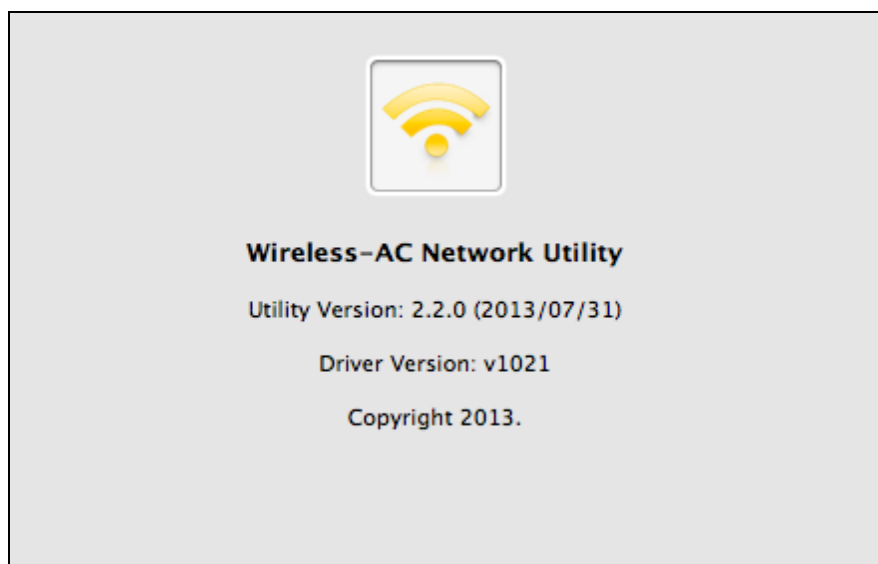 Wireless-AC Network Utility
Utility Version: 2.2.0 (2013/07/31)
Driver Version: v1021
Copyright 2013.